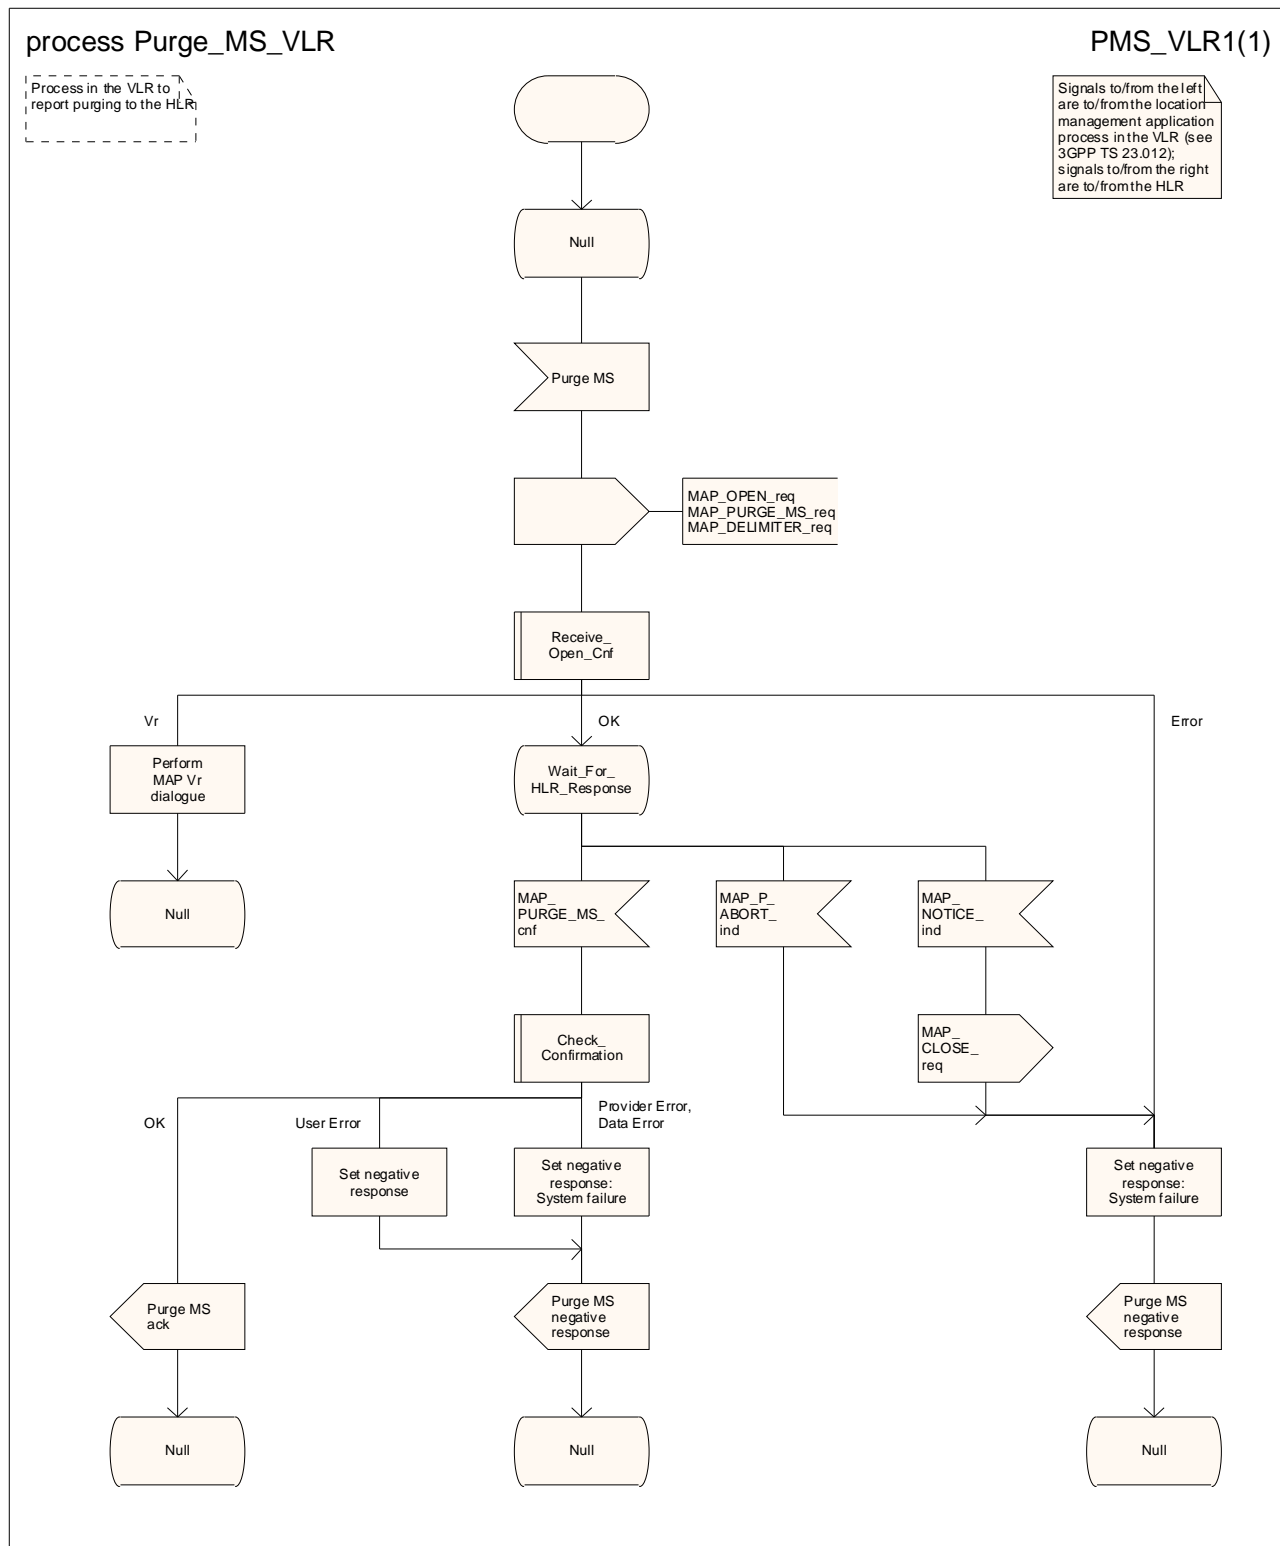 process Purge_MS_VLR
PMS_VLR1(1)
Process in the VLR to
report purging to the HLR
Signals to/from the left
are to/from the location
management application
process in the VLR (see
3GPP TS 23.012);
signals to/from the right
are to/from the HLR
Null
Purge MS
MAP_OPEN_req
MAP_PURGE_MS_req
MAP_DELIMITER_req
Receive_
Open_Cnf
Vr
OK
Error
Perform
MAP Vr
dialogue
Wait_For_
HLR_Response
Null
MAP_
PURGE_MS_
cnf
MAP_P_
ABORT_
ind
MAP_
NOTICE_
ind
Check_
Confirmation
MAP_
CLOSE_
req
OK
User Error
Provider Error,
Data Error
Set negative
response
Set negative
response:
System failure
Set negative
response:
System failure
Purge MS
ack
Purge MS
negative
response
Purge MS
negative
response
Null
Null
Null